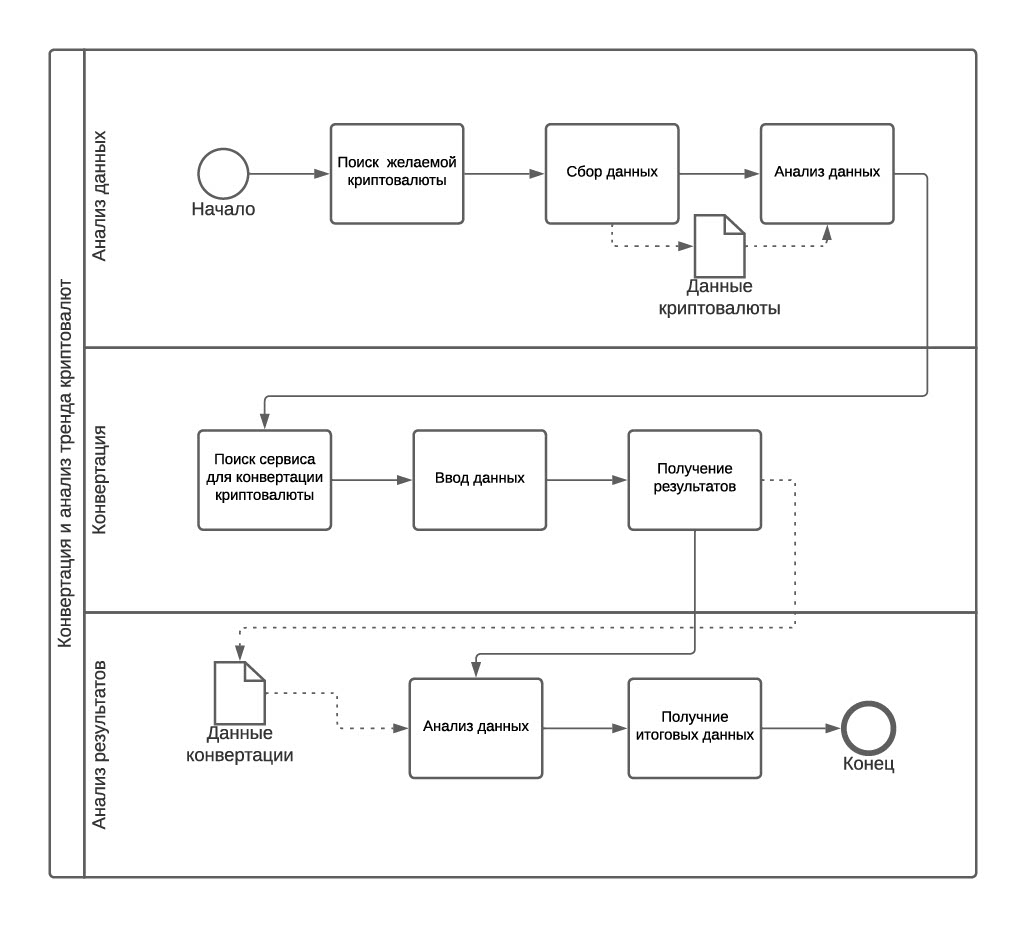 Конвертация и анализ тренда криптовалют
Анализ данных
Начало
Поиск желаемой
криптовалюты
Сбор данных
Анализ данных
Данные
криптовалюты
Конвертация
Поиск сервиса
для конвертации
криптовалюты
Ввод данных
Получение
результатов
Анализ результатов
Данные
конвертации
Анализ данных
Получние
итоговых данных
Конец